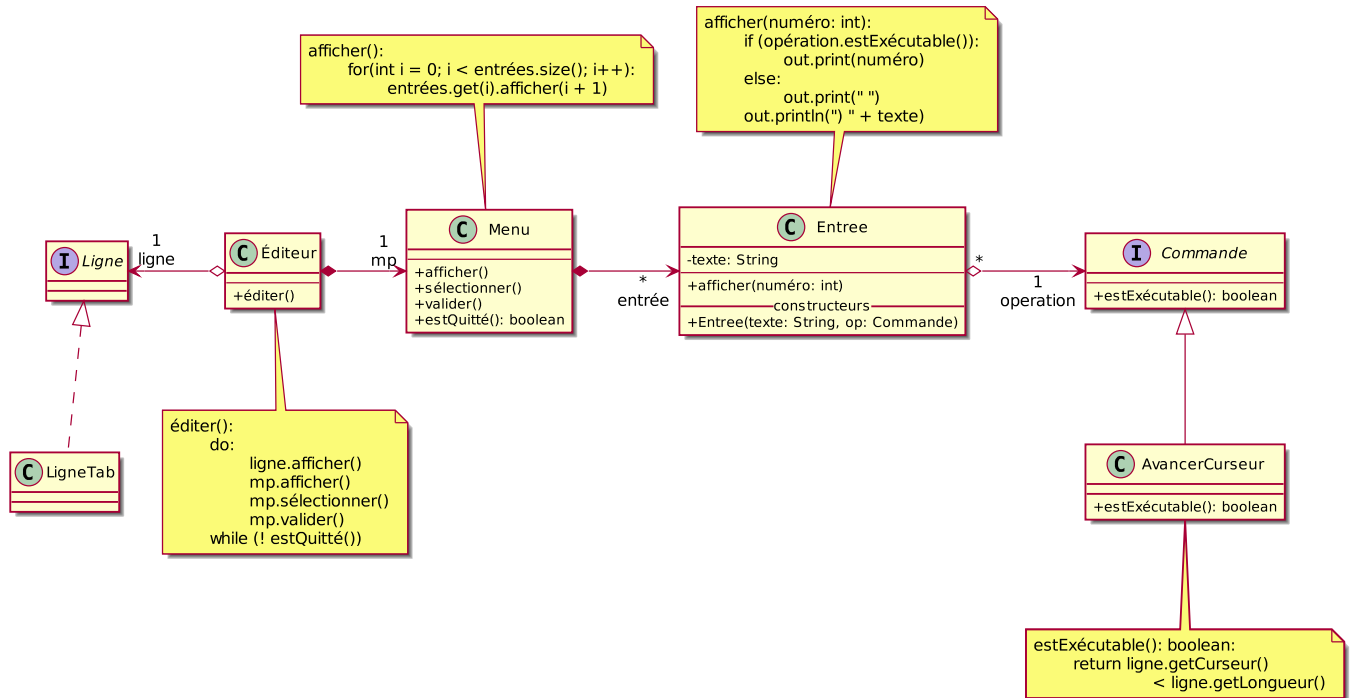 afficher():
for(int i = 0; i < entrées.size(); i++):
entrées.get(i).afficher(i + 1)
afficher(numéro: int):
if (opération.estExécutable()):
out.print(numéro)
else:
out.print(" ")
out.println(") " + texte)
I Ligne
1
ligne
C Éditeur
+éditer()
1
mp
C Menu
+afficher()
+sélectionner()
+valider()
+estQuitté(): boolean
*
entrée
C Entree
-texte: String
+afficher(numéro: int)
constructeurs
+Entree(texte: String, op: Commande)
*
1
operation
I Commande
+estExécutable(): boolean
C LigneTab
éditer():
do:
ligne.afficher()
mp.afficher()
mp.sélectionner()
mp.valider()
while (! estQuitté())
C AvancerCurseur
+estExécutable(): boolean
estExécutable(): boolean:
return ligne.getCurseur()
< ligne.getLongueur()